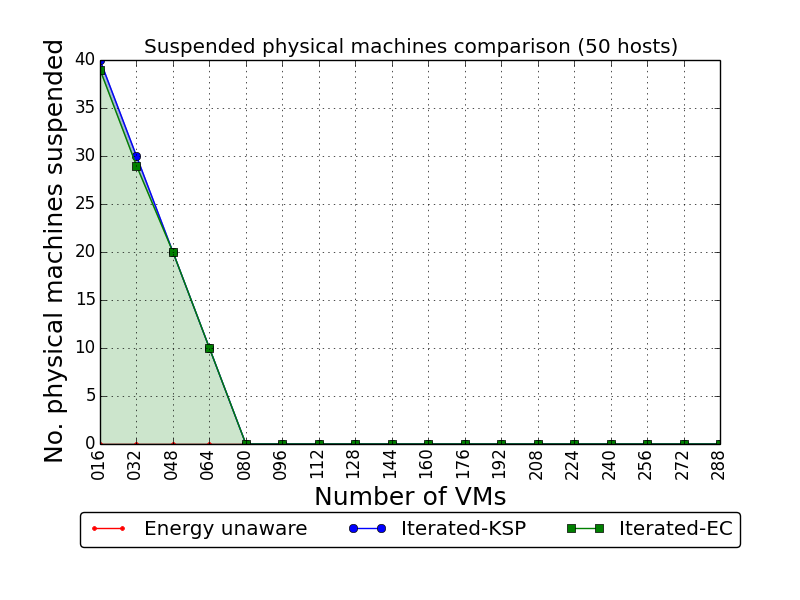 Suspended physical machines comparison (50 hosts)
No. physical machines suspended
40
35
30
25
20
15
10
5
0
016 032 048 064 080 096 112 128 144 160 176 192 208 224 240 256 272 288
Number of VMs
Energy unaware Iterated-KSP Iterated-EC